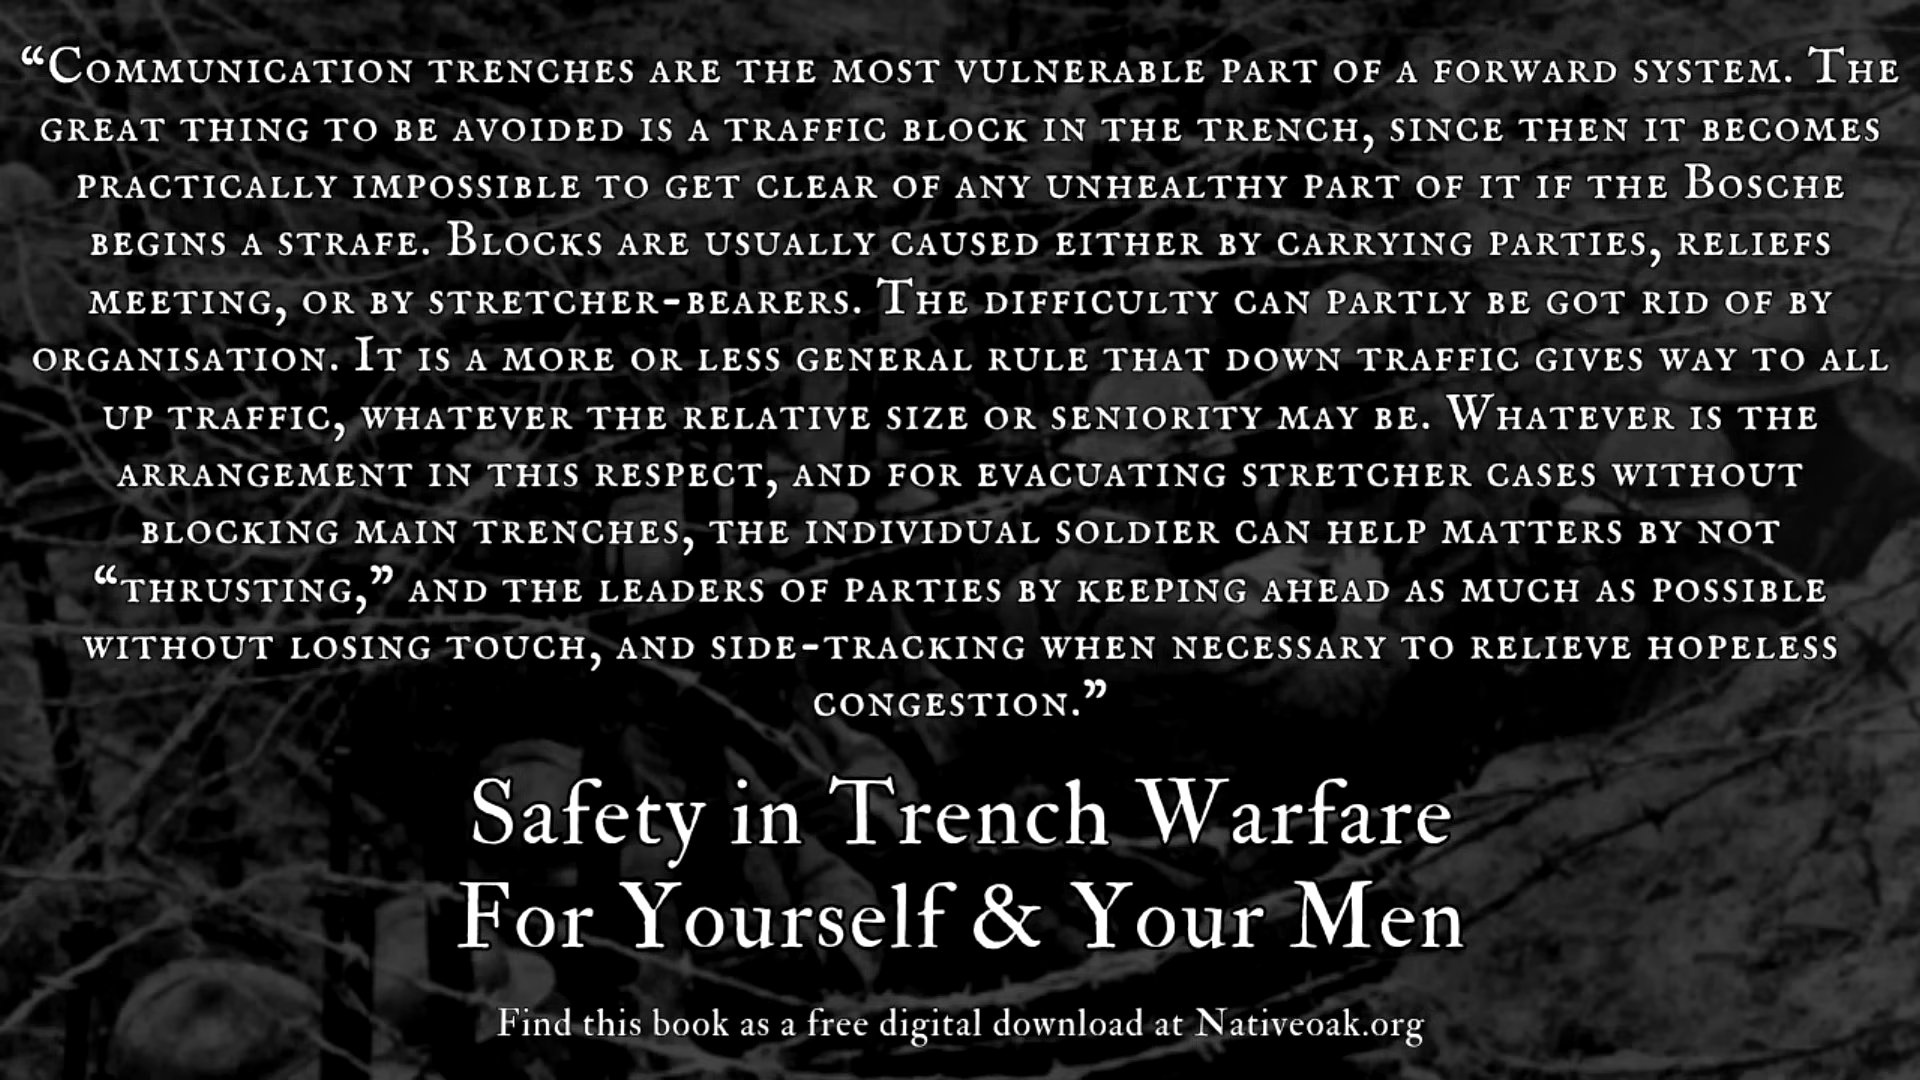 “Communication trenches are the most vulnerable part of a forward system. The
great thing to be avoided is a traffic block in the trench, since then it becomes
practically impossible to get clear of any unhealthy part of it if the Bosche
begins a strafe. Blocks are usually caused either by carrying parties, reliefs
meeting, or by stretcher-bearers. The difficulty can partly be got rid of by
organisation. It is a more or less general rule that down traffic gives way to all
up traffic, whatever the relative size or seniority may be. Whatever is the
arrangement in this respect, and for evacuating stretcher cases without
blocking main trenches, the individual soldier can help matters by not
“thrusting,” and the leaders of parties by keeping ahead as much as possible
without losing touch, and side-tracking when necessary to relieve hopeless
congestion.”
Safety in Trench Warfare
For Yourself & Your Men
Find this book as a free digital download at Nativeoak.org